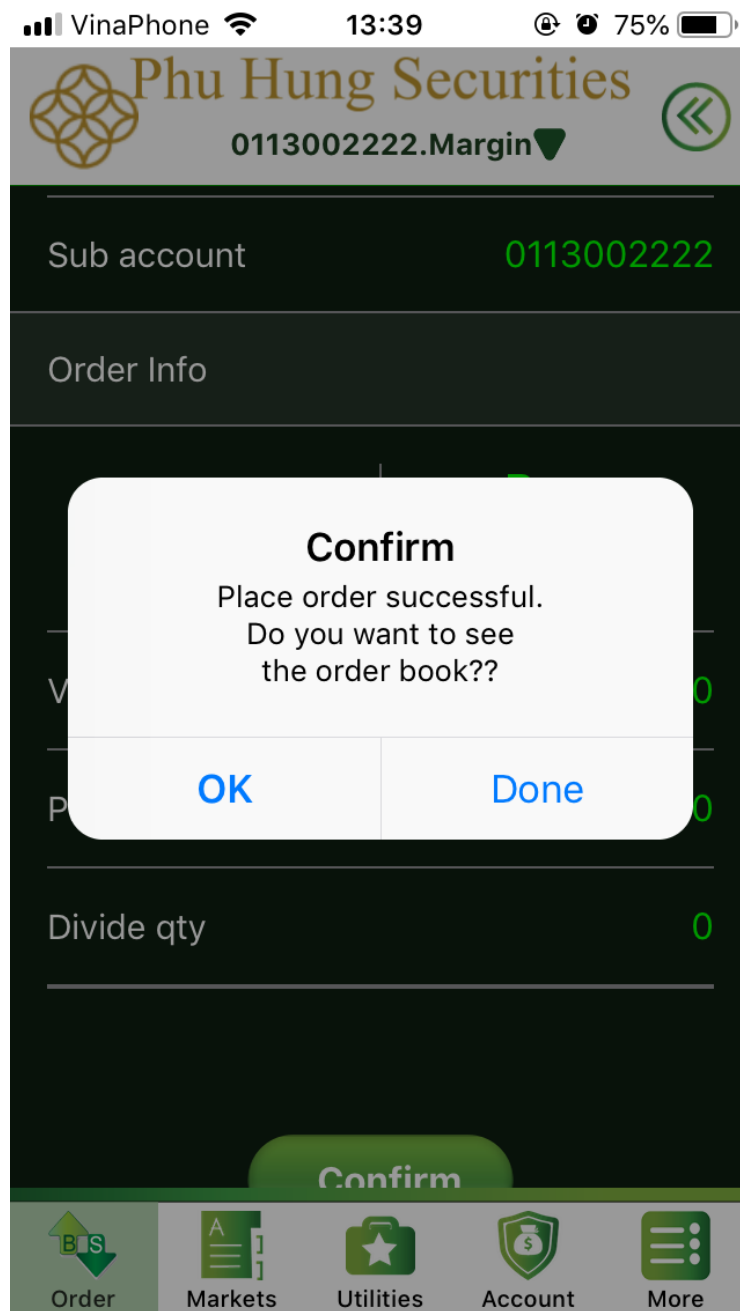 VinaPhone 13:39 75%
Phu Hung Securities
0113002222.Margin
Sub account 0113002222
Order Info
Confirm
Place order successful.
Do you want to see
the order book??
V 0
OK Done
P 0
Divide qty 0
Confirm
B S
A
$
Order Markets Utilities Account More